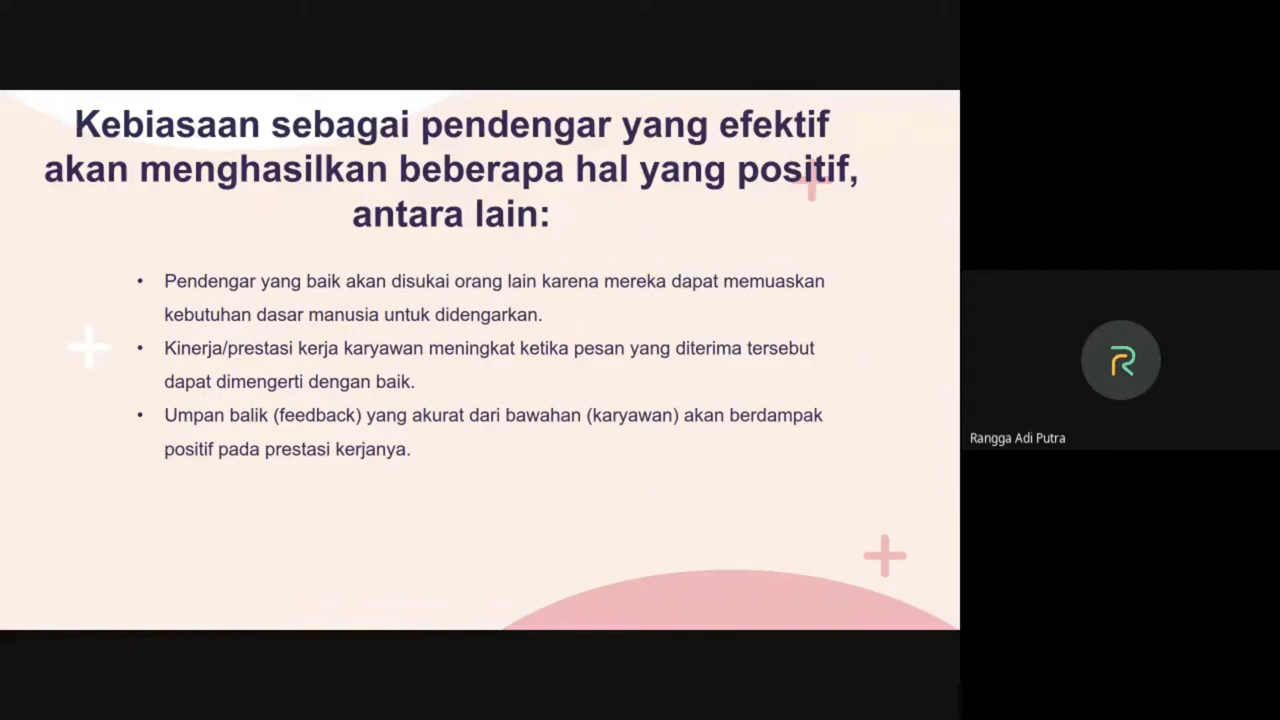 Kebiasaan sebagai pendengar yang efektif
akan menghasilkan beberapa hal yang positif,
antara lain:
• Pendengar yang baik akan disukai orang lain karena mereka dapat memuaskan
kebutuhan dasar manusia untuk didengarkan.
• Kinerja/prestasi kerja karyawan meningkat ketika pesan yang diterima tersebut
dapat dimengerti dengan baik.
• Umpan balik (feedback) yang akurat dari bawahan (karyawan) akan berdampak
positif pada prestasi kerjanya.
Rangga Adi Putra